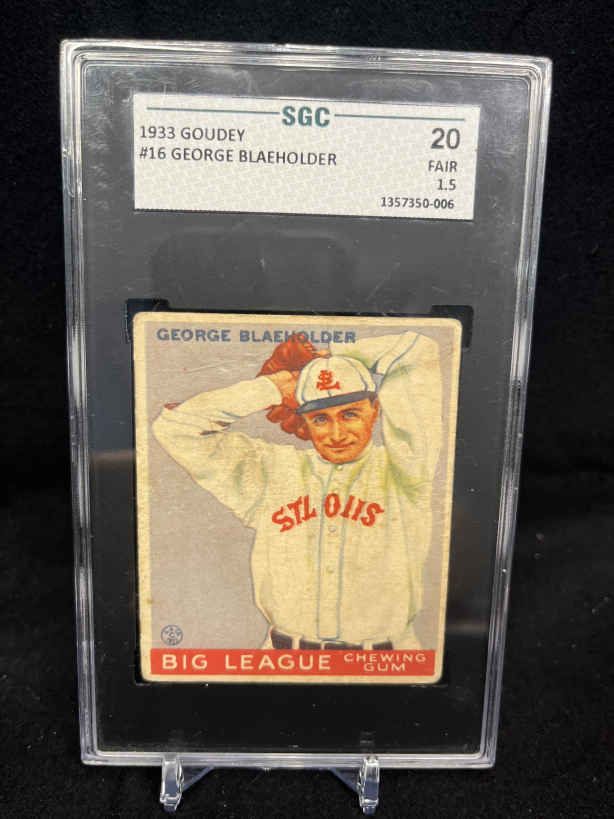 SGC
1933 GOUDEY
#16 GEORGE BLAEHOLDER
20
FAIR
1.5
1357350-006
GEORGE BLAEHOLDER
StL
ST.L OUIS
BIG LEAGUE CHEWING GUM